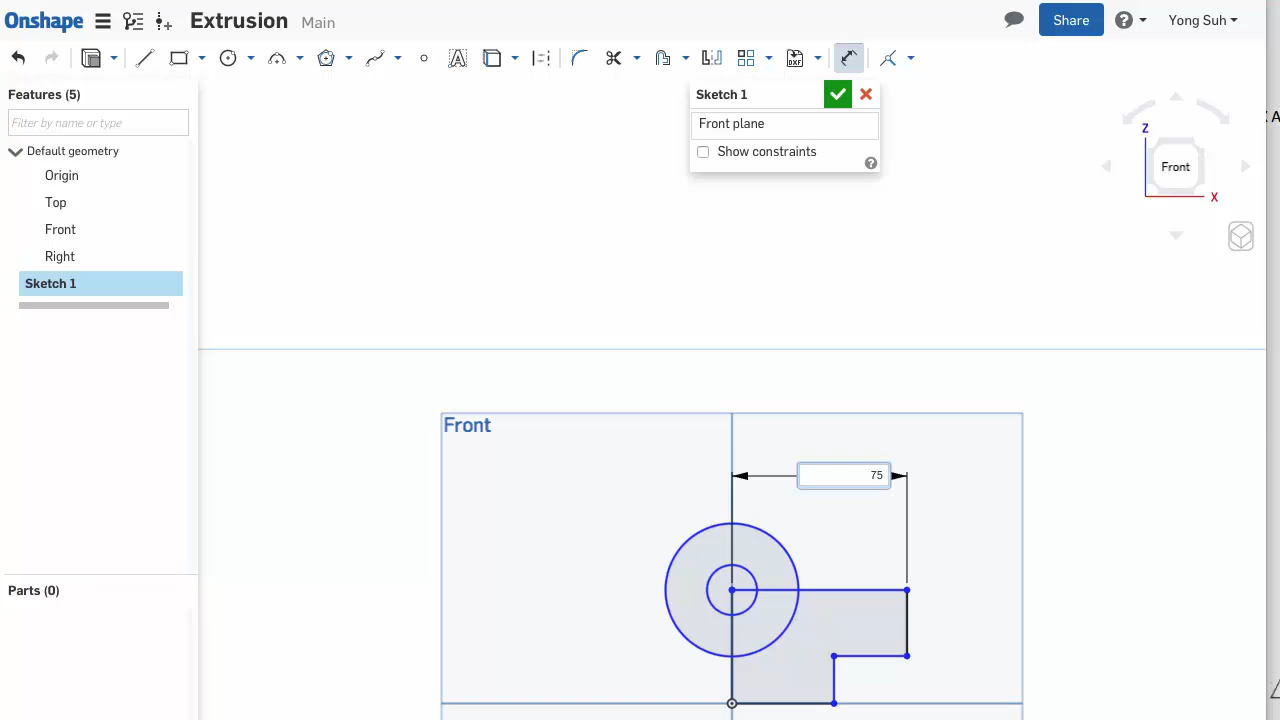 Onshape Extrusion Main Share Yong Suh
Features (5)
Filter by name or type
Default geometry
Origin
Top
Front
Right
Sketch 1
Parts (0)
Sketch 1
Front plane
Show constraints
DXF
Z
Front
X
X A
Front
75